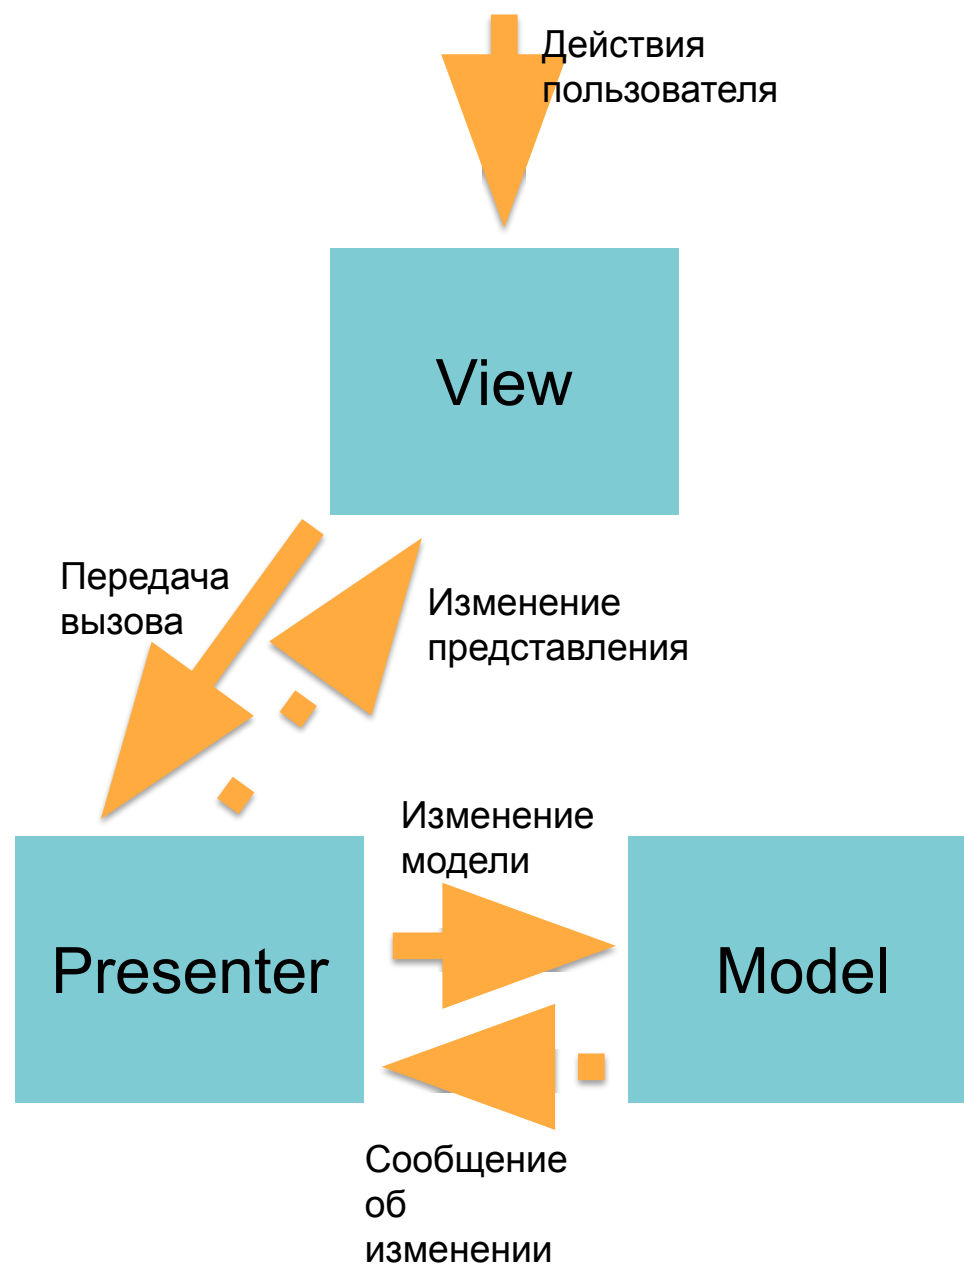 Действия
пользователя
View
Передача
вызова
Изменение
представления
Изменение
модели
Presenter
Model
Сообщение
об
изменении